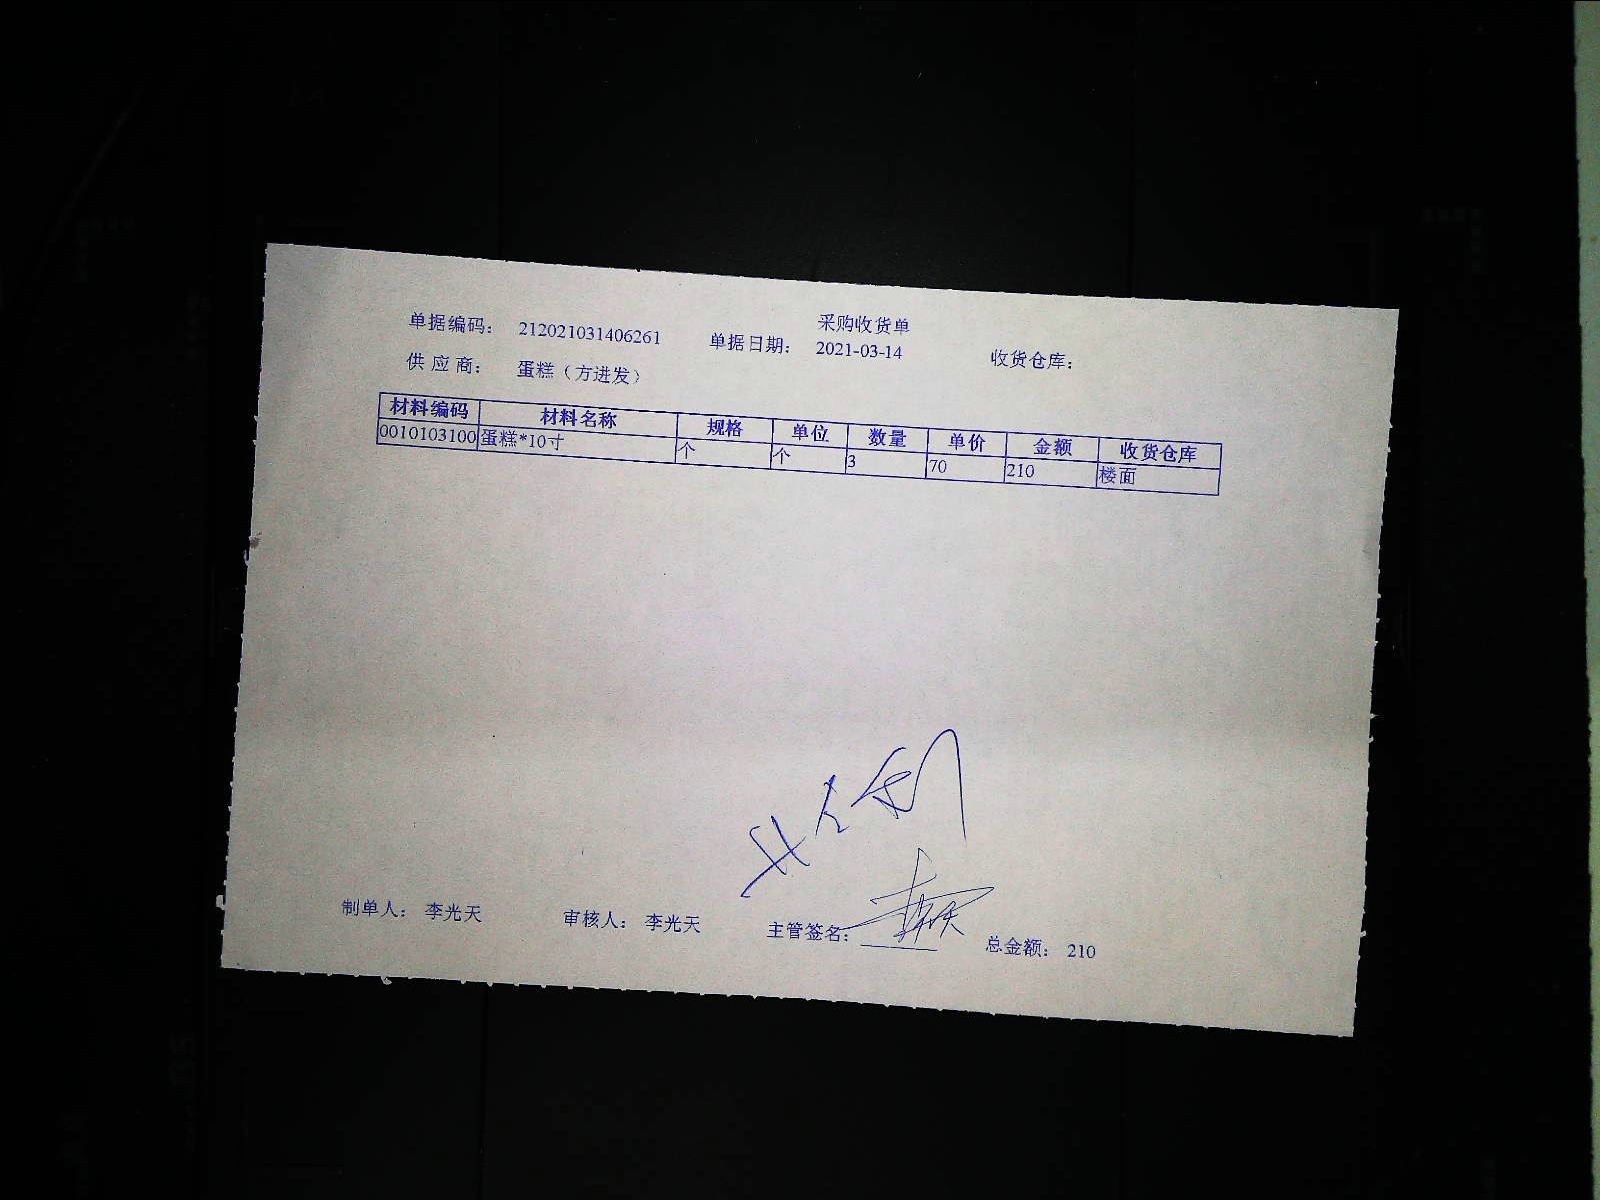 采购收货单
单据编码: 212021031406261 单据日期: 2021-03-14 收货仓库:
供 应 商: 蛋糕（方进发）
材料编码 材料名称 规格 单位 数量 单价 金额 收货仓库
0010103100 蛋糕*10寸 个 个 3 70 210 楼面
制单人: 李光天 审核人: 李光天 主管签名: 总金额: 210